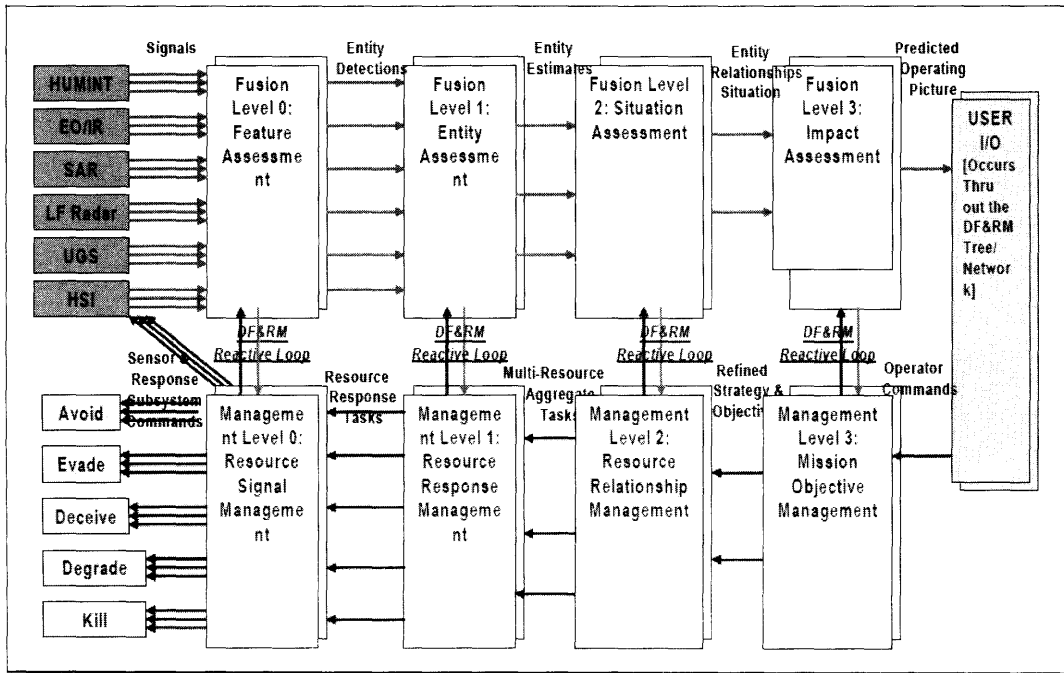 Signals
Entity
Detections
Entity
Estimates
Entity
Relationships
Situation
Predicted
Operating
Picture
HUMINT
EO/IR
SAR
LF Radar
UGS
HSI
Fusion
Level 0:
Feature
Assessme
nt
Fusion
Level 1:
Entity
Assessme
nt
Fusion Level
2: Situation
Assessment
Fusion
Level 3:
Impact
Assessment
USER
I/O
[Occurs
Thru
out the
DF&RM
Tree/
Networ
k]
DF&RM
Reactive Loop
DF&RM
Reactive Loop
DF&RM
Reactive Loop
DF&RM
Reactive Loop
Sensor &
Response
Subsystem
Commands
Resource
Response
Tasks
Multi-Resource
Aggregate
Tasks
Refined
Strategy &
Objectiv
Operator
Commands
Avoid
Evade
Deceive
Degrade
Kill
Manageme
nt Level 0:
Resource
Signal
Manageme
nt
Manageme
nt Level 1:
Resource
Response
Manageme
nt
Management
Level 2:
Resource
Relationship
Management
Management
Level 3:
Mission
Objective
Management